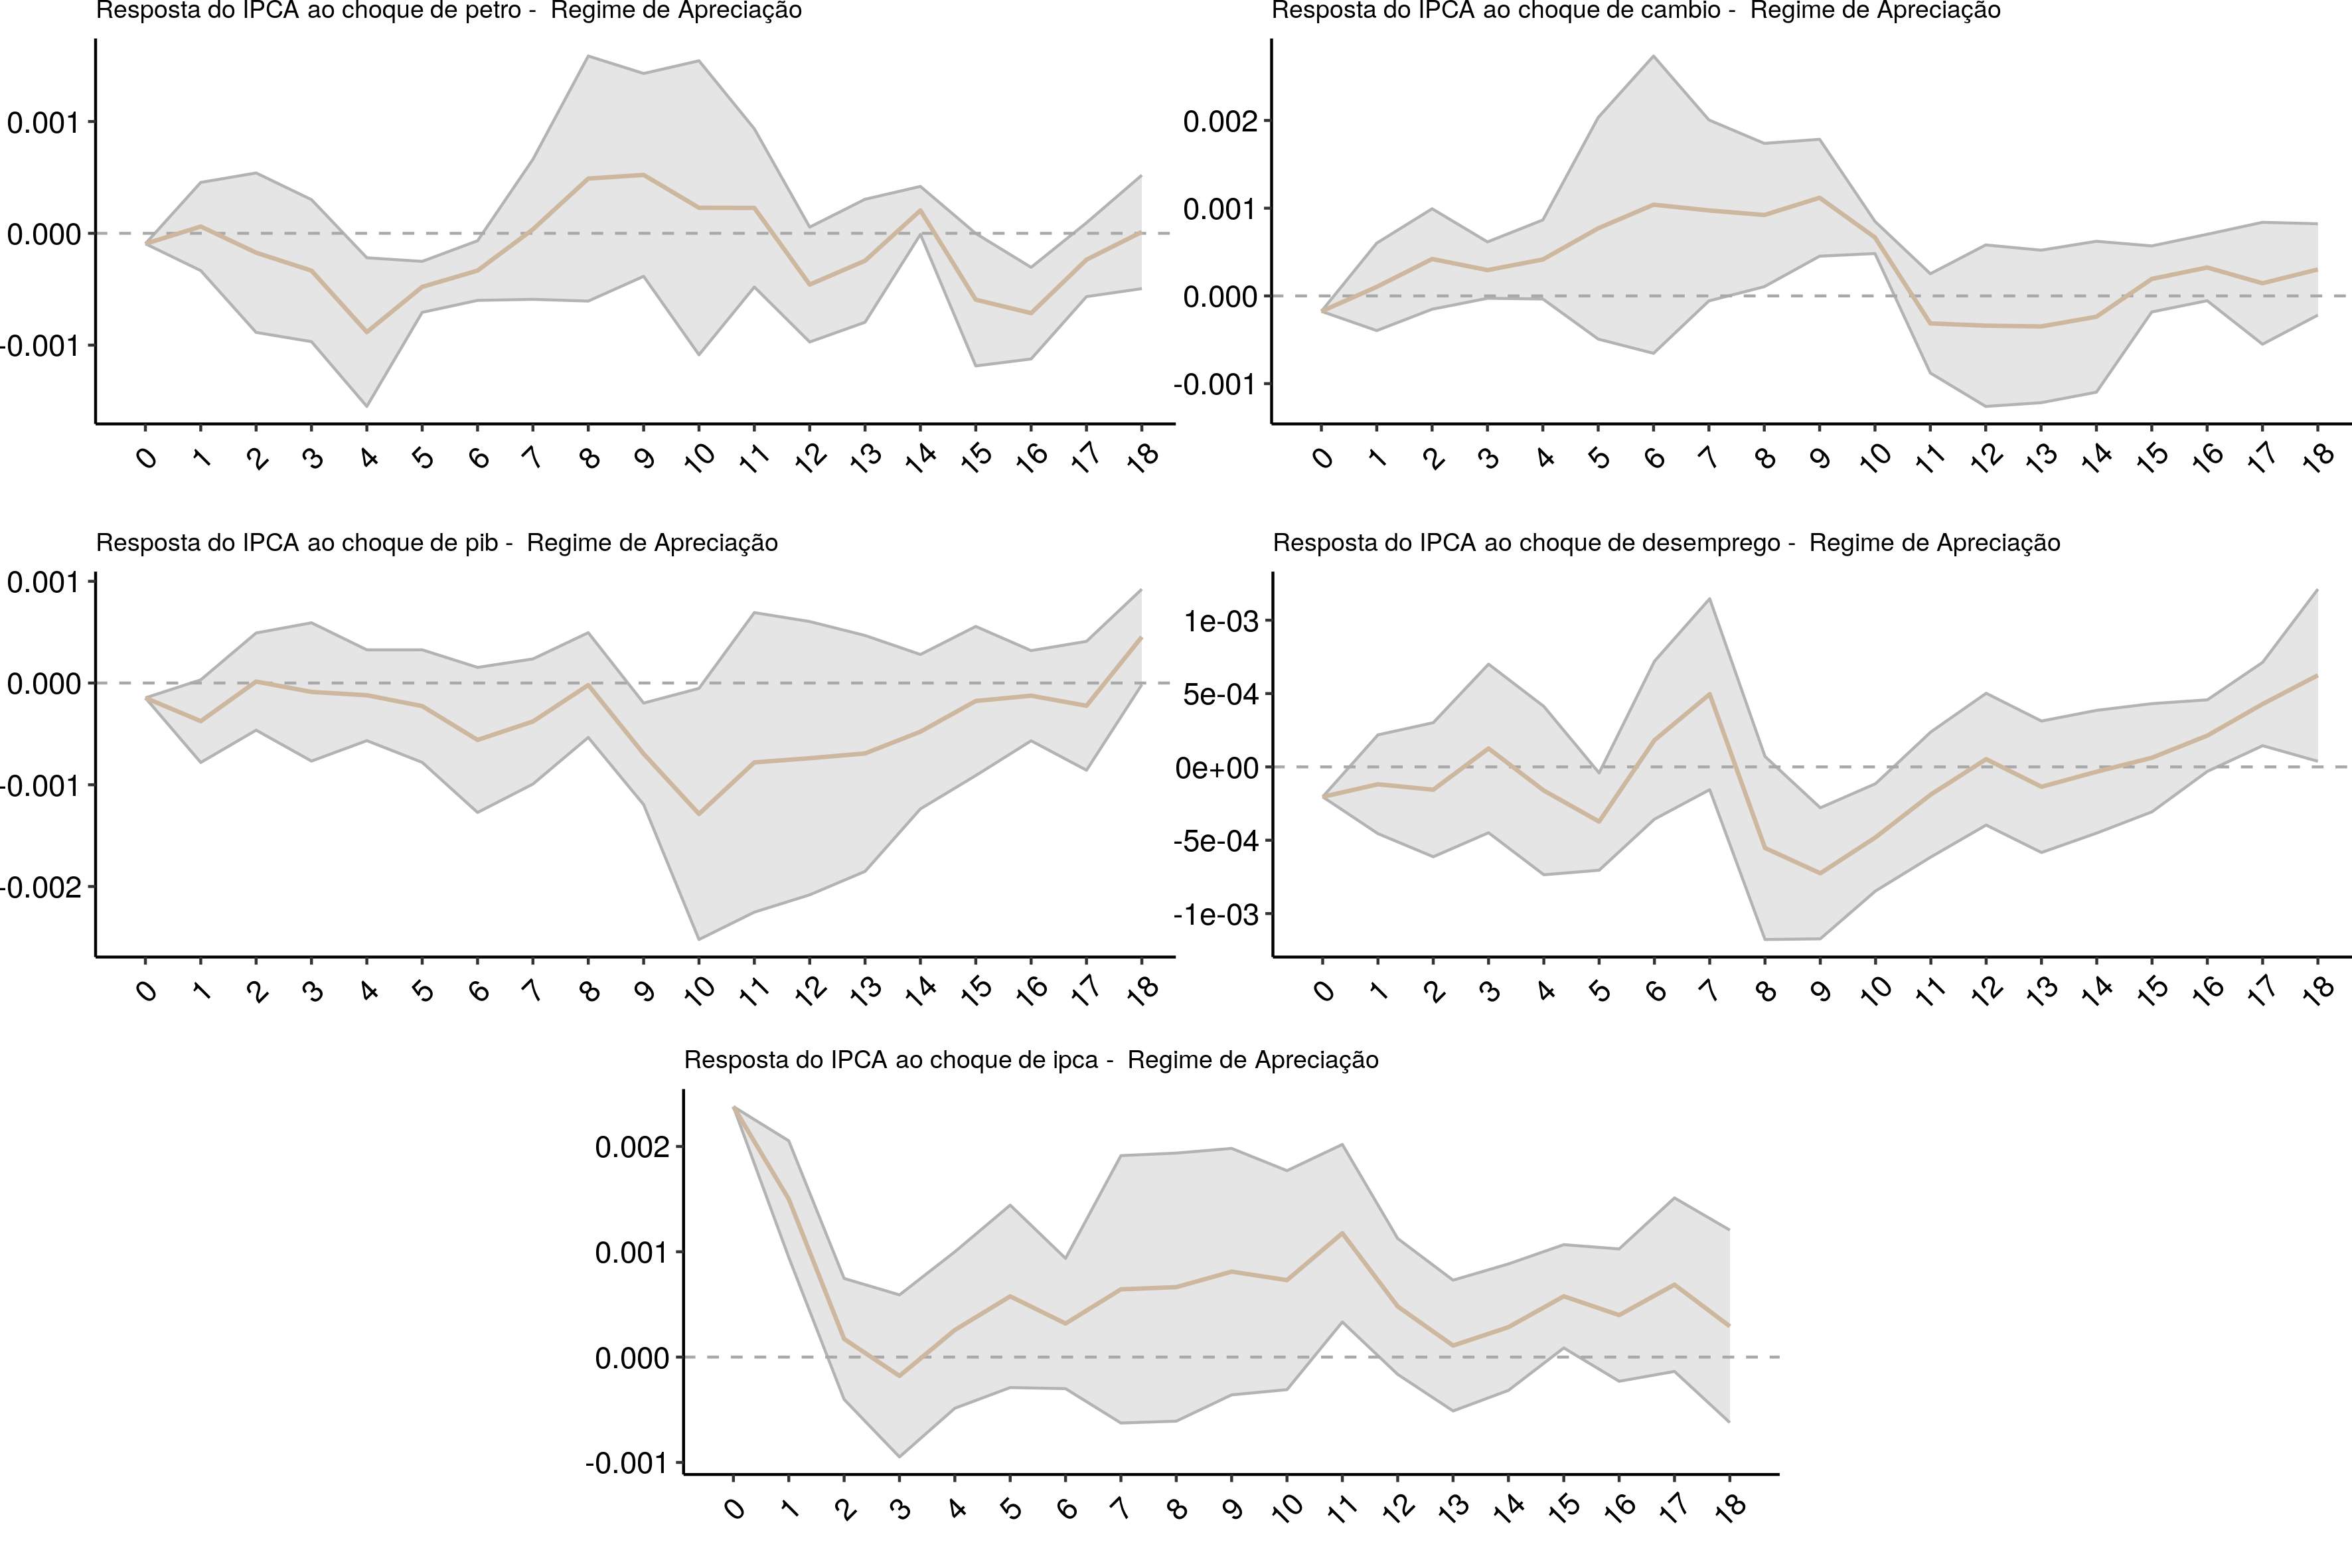 Resposta do IPCA ao choque de petro - Regime de Apreciação
0.001
0.000
-0.001
0 1 2 3 4 5 6 7 8 9 10 11 12 13 14 15 16 17 18
Resposta do IPCA ao choque de cambio - Regime de Apreciação
0.002
0.001
0.000
-0.001
0 1 2 3 4 5 6 7 8 9 10 11 12 13 14 15 16 17 18
Resposta do IPCA ao choque de pib - Regime de Apreciação
0.001
0.000
-0.001
-0.002
0 1 2 3 4 5 6 7 8 9 10 11 12 13 14 15 16 17 18
Resposta do IPCA ao choque de desemprego - Regime de Apreciação
1e-03
5e-04
0e+00
-5e-04
-1e-03
0 1 2 3 4 5 6 7 8 9 10 11 12 13 14 15 16 17 18
Resposta do IPCA ao choque de ipca - Regime de Apreciação
0.002
0.001
0.000
-0.001
0 1 2 3 4 5 6 7 8 9 10 11 12 13 14 15 16 17 18